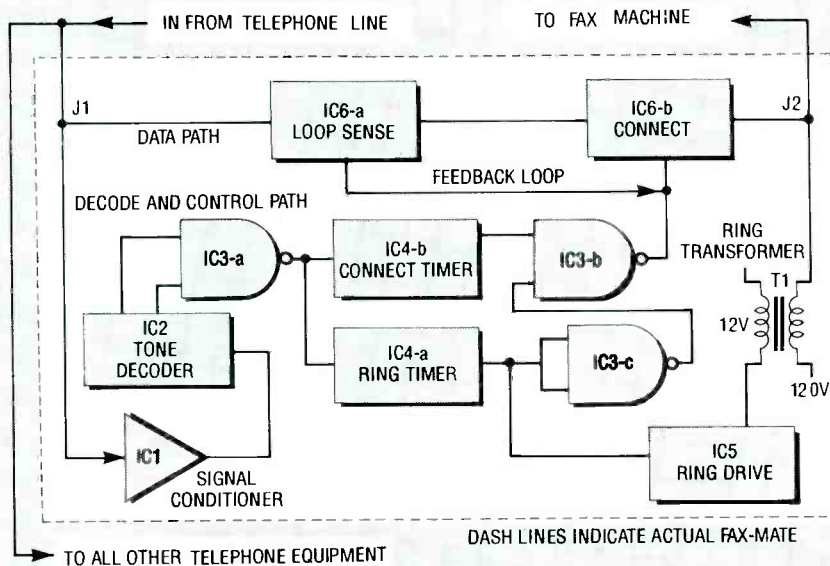 IN FROM TELEPHONE LINE
TO FAX MACHINE
J1
IC6-a
LOOP SENSE
IC6-b
CONNECT
J2
DATA PATH
FEEDBACK LOOP
DECODE AND CONTROL PATH
RING
TRANSFORMER
T1
IC3-a
IC4-b
CONNECT TIMER
IC3-b
12V
120V
IC2
TONE
DECODER
IC4-a
RING TIMER
IC3-c
IC1
SIGNAL
CONDITIONER
IC5
RING DRIVE
DASH LINES INDICATE ACTUAL FAX-MATE
TO ALL OTHER TELEPHONE EQUIPMENT